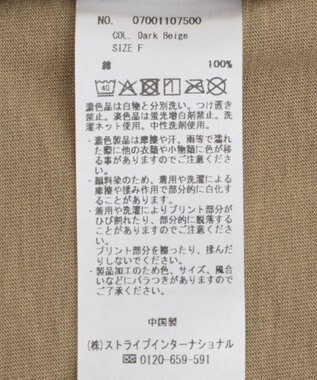 NO. 07001107500
COL. Dark Beige
SIZE F
綿 100%
40
濃色品は白物と分別洗い。つけ置き
禁止。淡色品は蛍光増白剤禁止。洗
濯ネット使用。中性洗剤使用。
・濃色製品は摩擦や汗、雨等で濡れ
た際に他の衣類や小物類に色が移
る事がありますのでご注意くださ
い。
・顔料染のため、着用や洗濯による
摩擦や揉み作用で部分的に白化す
ることがあります。
・着用や洗濯によりプリント部分が
ひび割れたり、部分的に脱落する
ことがありますのでご注意くださ
い。
プリント部分を擦ったり、揉んだ
りしないでください。
・製品加工のため色、サイズ、風合
いなどにバラつきがありますので
ご了承ください。
中国製
(株)ストライプインターナショナル
0120-659-591